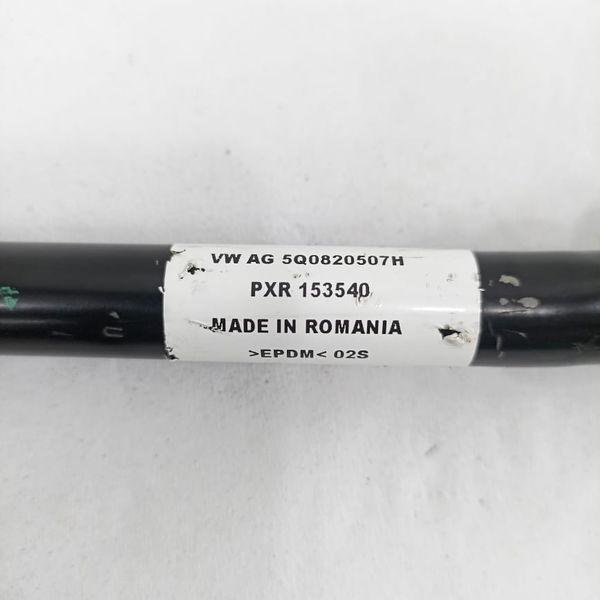 VW AG 5Q0820507H
PXR 153540
MADE IN ROMANIA
>EPDM< 02S